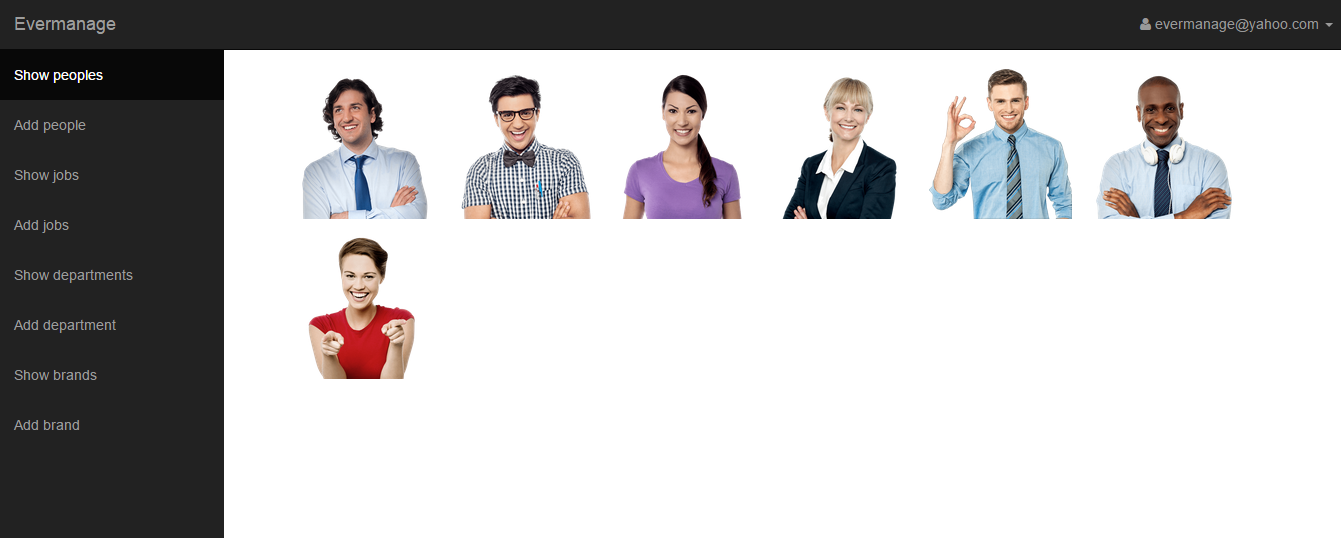 Evermanage
evermanage@yahoo.com
Show peoples
Add people
Show jobs
Add jobs
Show departments
Add department
Show brands
Add brand